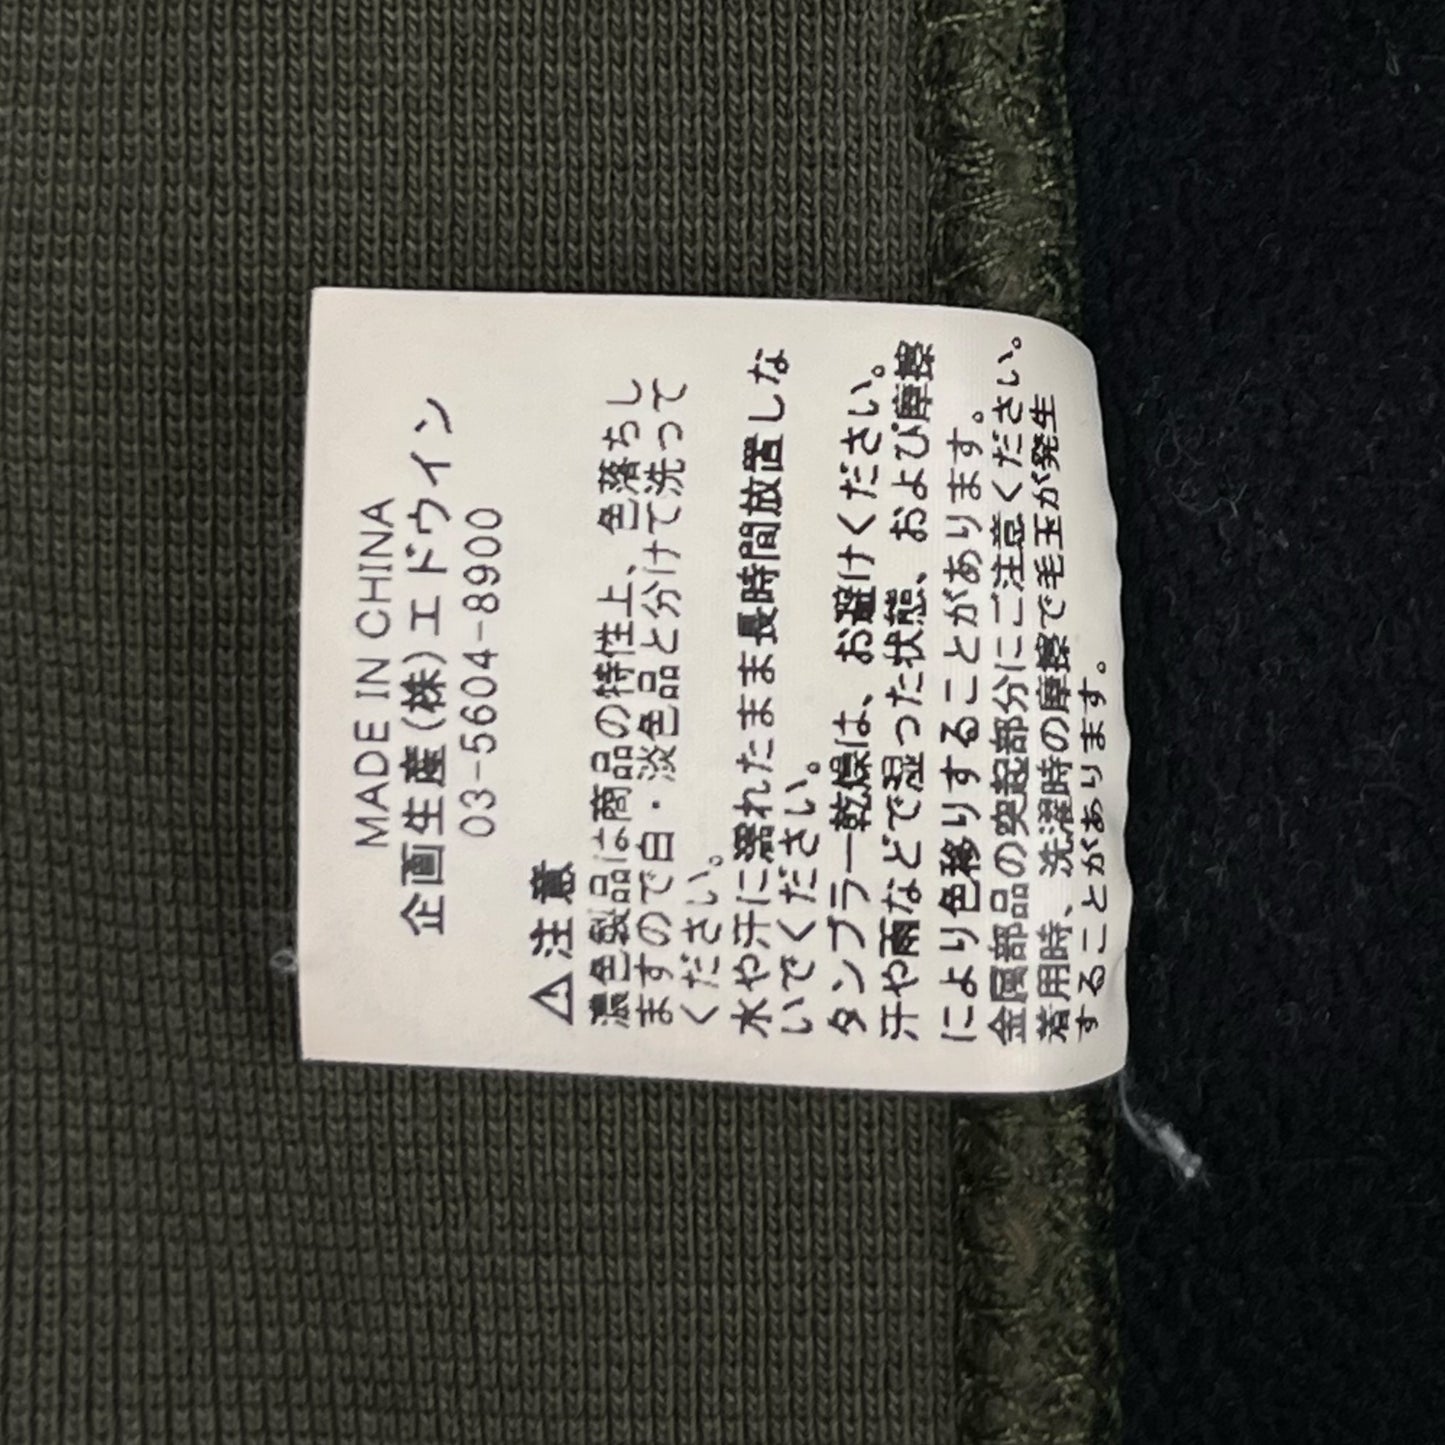 MADE IN CHINA
企画生産(株)エドウイン
03-5604-8900
⚠注意
濃色製品は商品の特性上、色落ちし
ますので白・淡色品と分けて洗って
ください。
水や汗に濡れたまま長時間放置しな
いでください。
タンブラー乾燥は、お避けください。
汗や雨などで湿った状態、および摩擦
により色移りすることがあります。
金属部品の突起部分にご注意ください。
着用時、洗濯時の摩擦で毛玉が発生
することがあります。